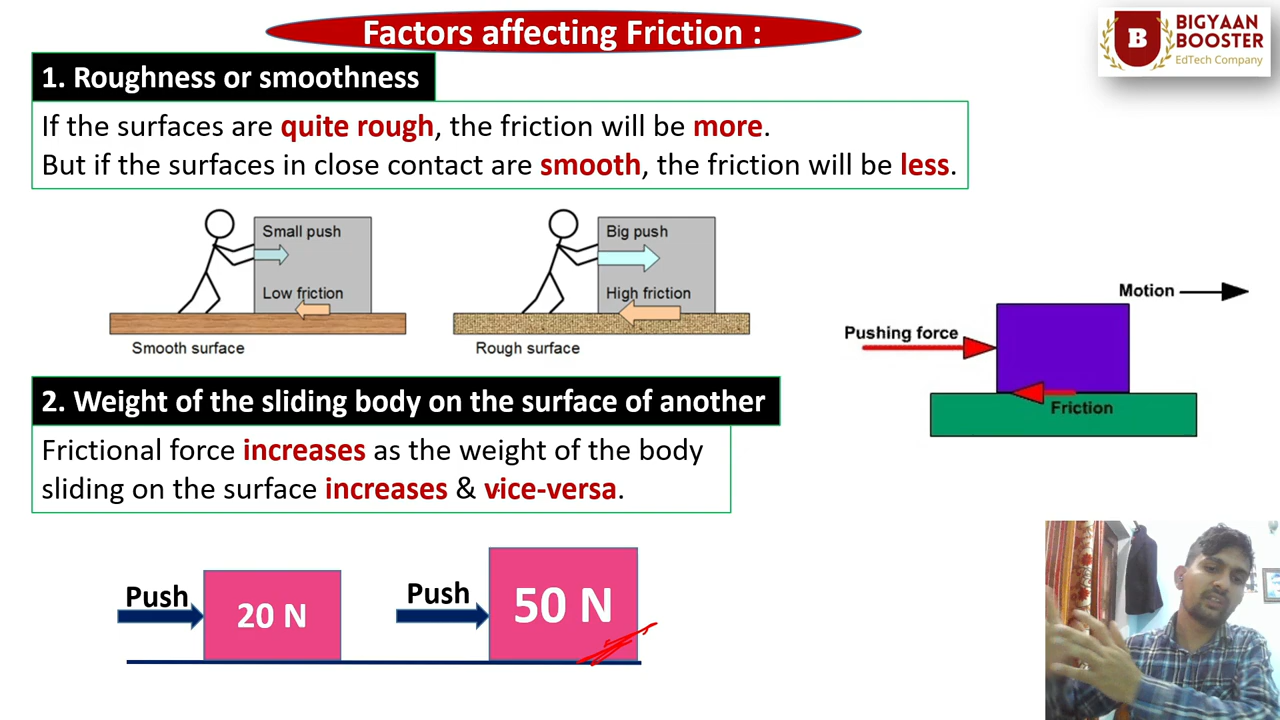 Factors affecting Friction :
BIGYAAN
BOOSTER
EdTech Company
B
1. Roughness or smoothness
If the surfaces are quite rough, the friction will be more.
But if the surfaces in close contact are smooth, the friction will be less.
Small push
Low friction
Smooth surface
Big push
High friction
Rough surface
Motion
Pushing force
Friction
2. Weight of the sliding body on the surface of another
Frictional force increases as the weight of the body
sliding on the surface increases & vice-versa.
Push
20 N
Push
50 N